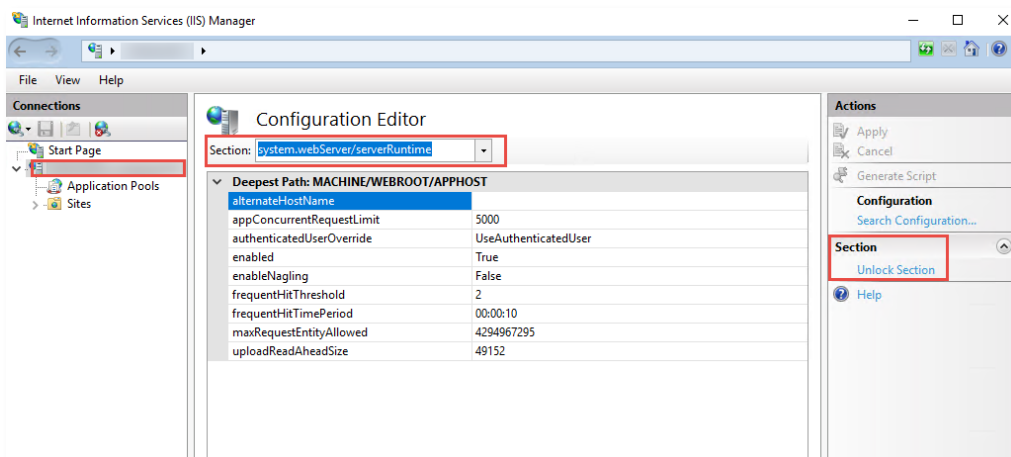 Internet Information Services (IIS) Manager
File View Help
Connections
Start Page
Application Pools
Sites
Configuration Editor
Section: system.webServer/serverRuntime
Deepest Path: MACHINE/WEBROOT/APPHOST
alternateHostName
appConcurrentRequestLimit 5000
authenticatedUserOverride UseAuthenticatedUser
enabled True
enableNagling False
frequentHitThreshold 2
frequentHitTimePeriod 00:00:10
maxRequestEntityAllowed 4294967295
uploadReadAheadSize 49152
Actions
Apply
Cancel
Generate Script
Configuration
Search Configuration...
Section
Unlock Section
Help